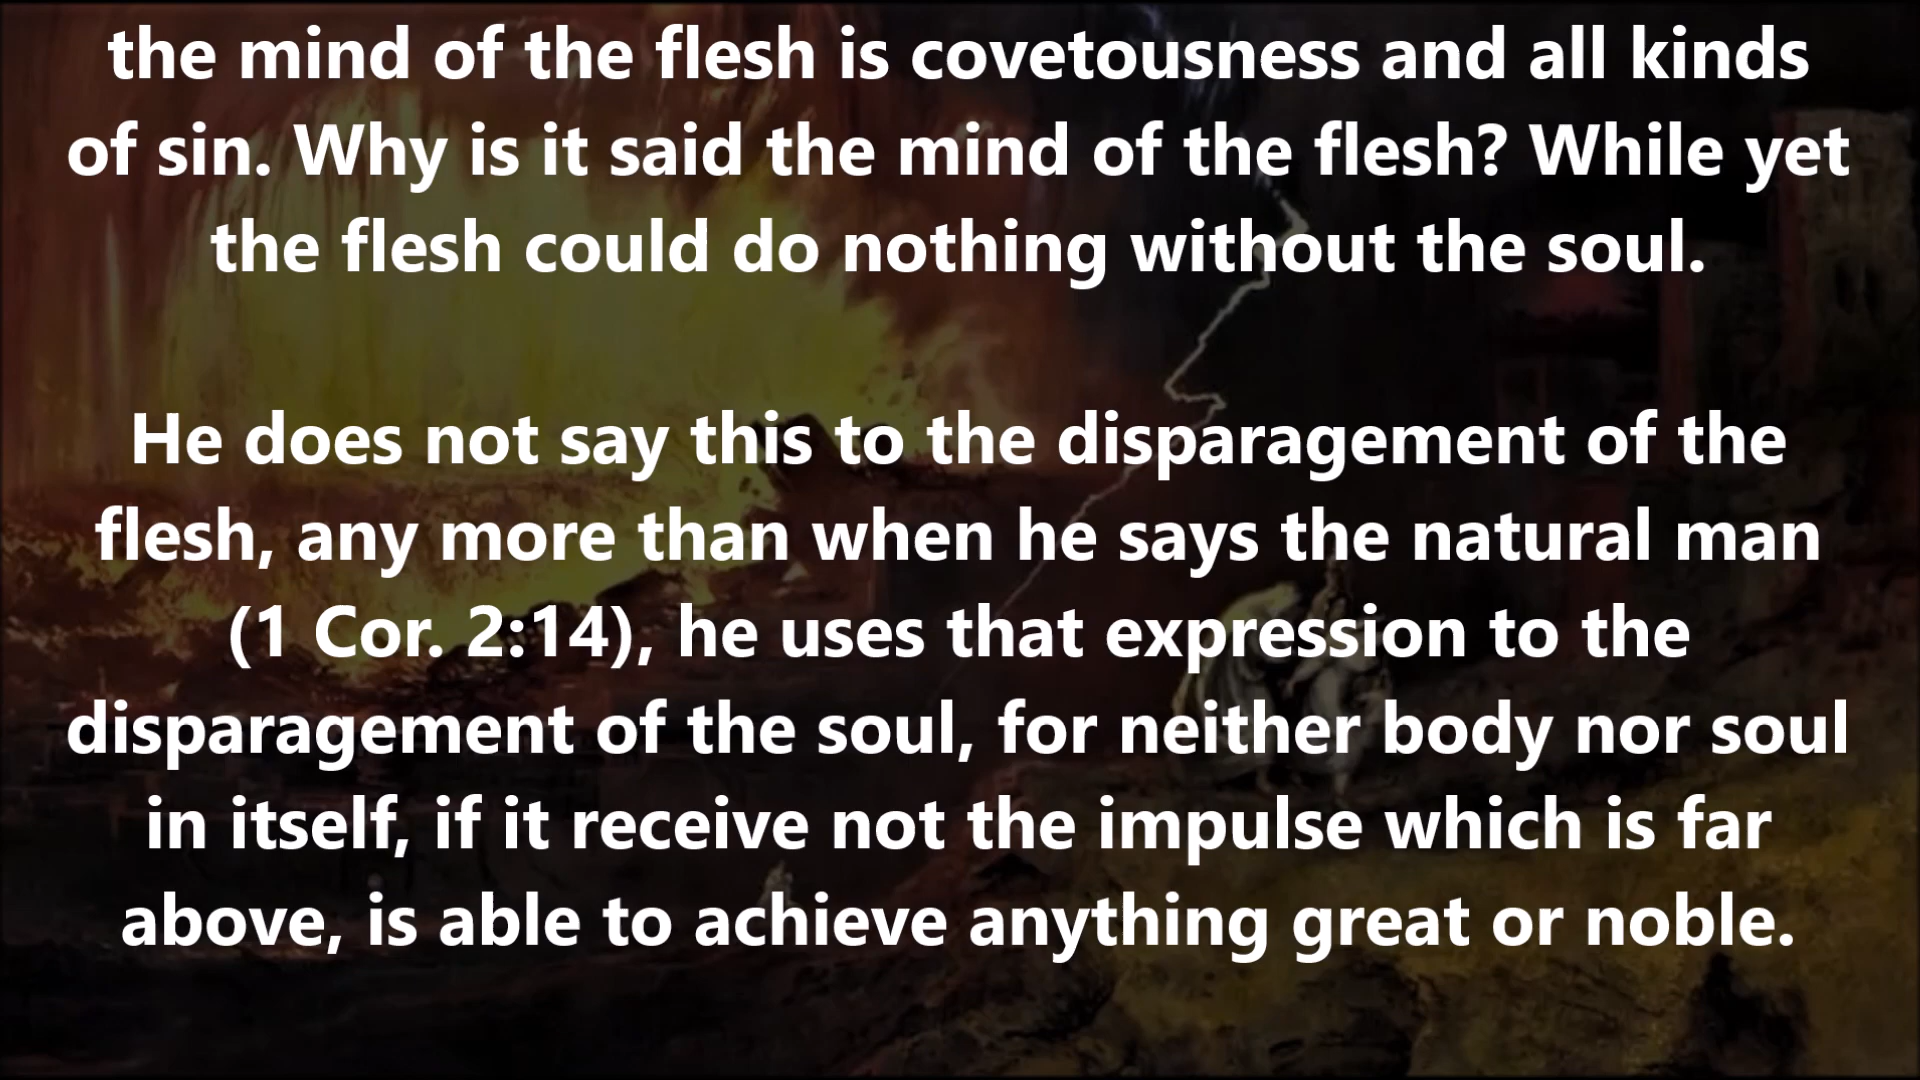 the mind of the flesh is covetousness and all kinds
of sin. Why is it said the mind of the flesh? While yet
the flesh could do nothing without the soul.
He does not say this to the disparagement of the
flesh, any more than when he says the natural man
(1 Cor. 2:14), he uses that expression to the
disparagement of the soul, for neither body nor soul
in itself, if it receive not the impulse which is far
above, is able to achieve anything great or noble.